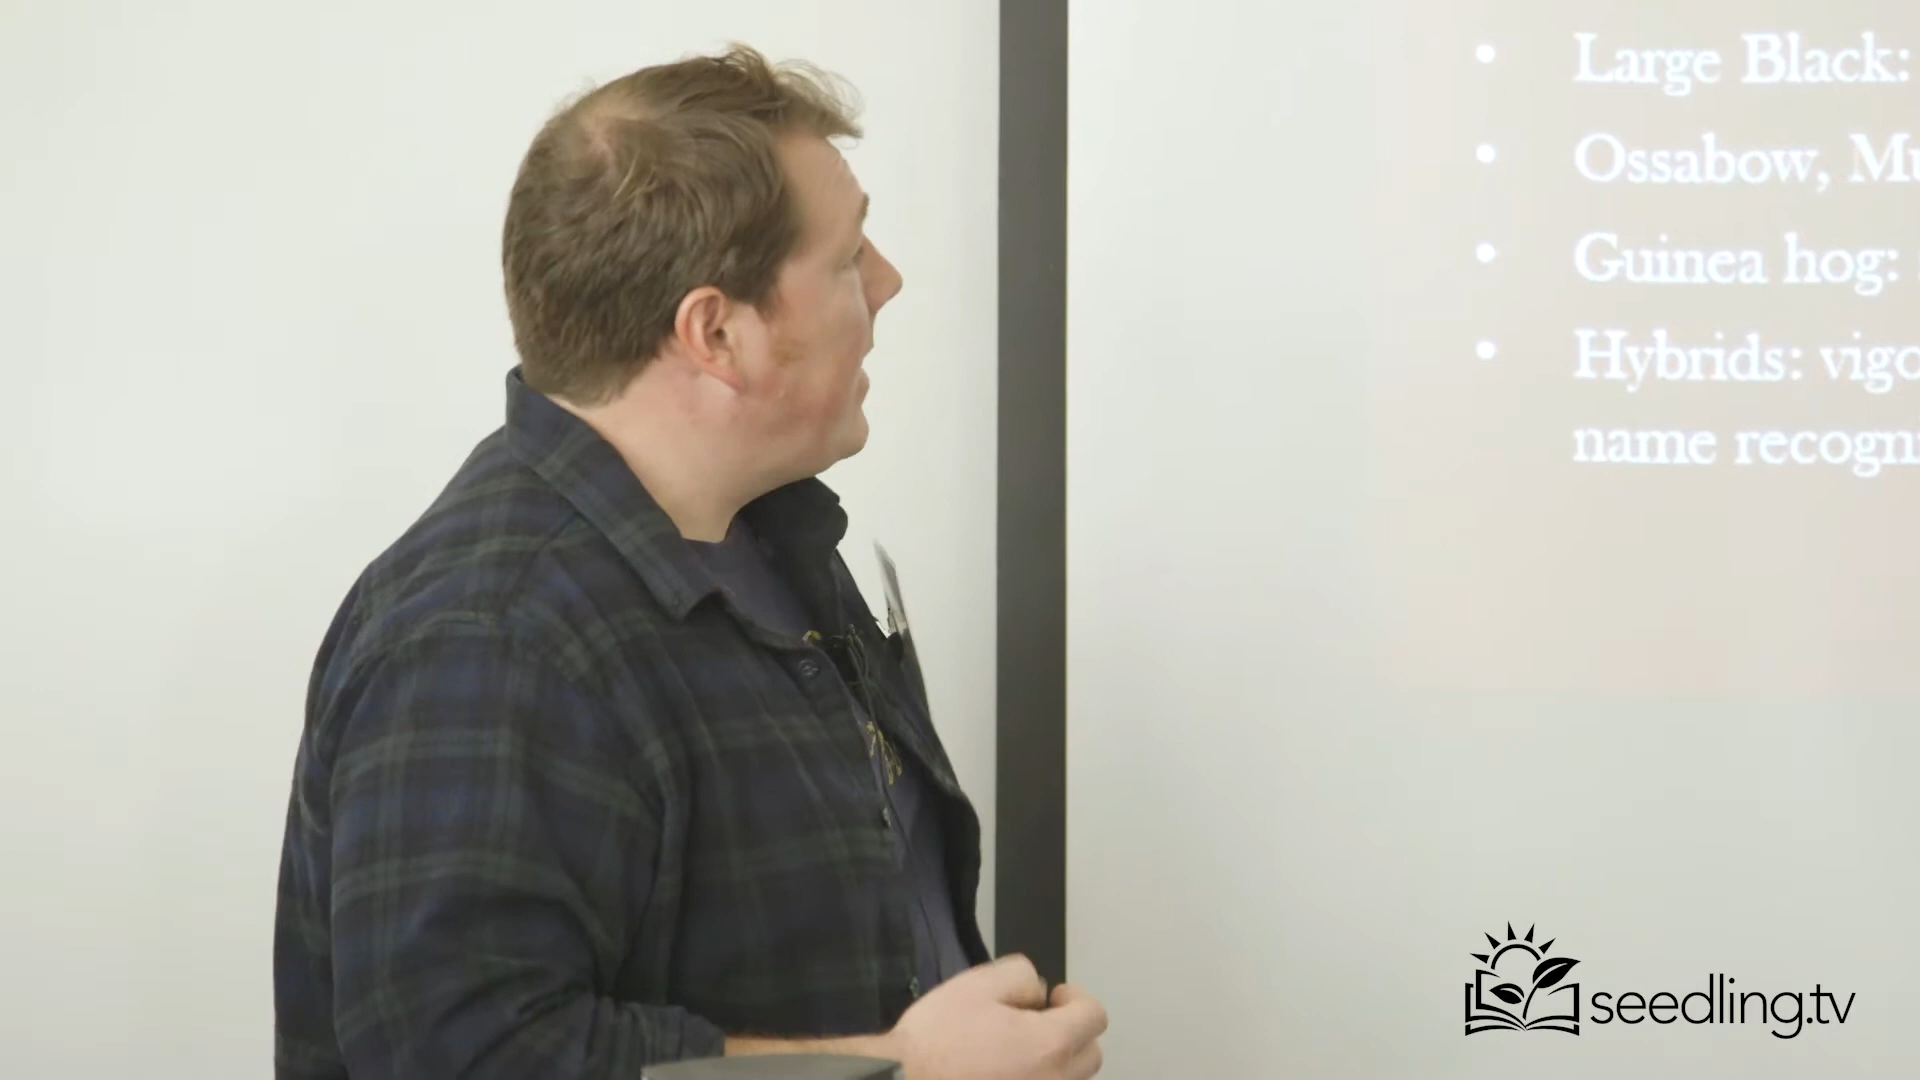 • Large Black:
• Ossabow, Mu
• Guinea hog:
• Hybrids: vigo
name recogn
seedling.tv